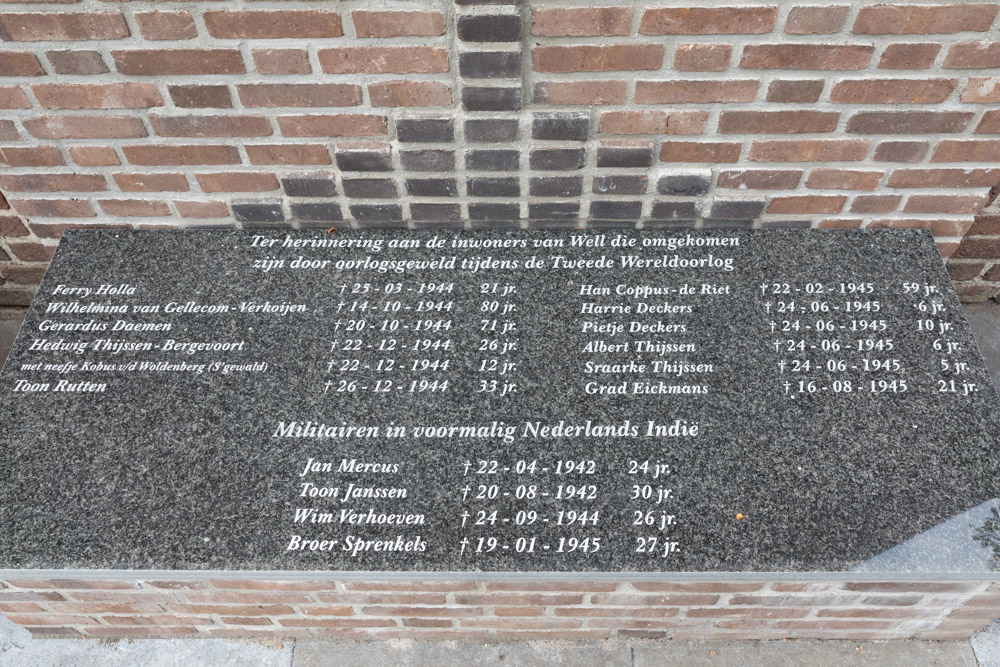 Ter herinnering aan de inwoners van Well die omgekomen
zijn door oorlogsgeweld tijdens de Tweede Wereldoorlog
Ferry Holla † 25 - 03 - 1944 21 jr.
Wilhelmina van Gellecom - Verhoijen † 14 - 10 - 1944 80 jr.
Gerardus Daemen † 20 - 10 - 1944 71 jr.
Hedwig Thijssen - Bergevoort † 22 - 12 - 1944 26 jr.
met neefje Kobus v/d Woldenberg (S'gewald) † 22 - 12 - 1944 12 jr.
Toon Rutten † 26 - 12 - 1944 33 jr.
Han Coppus - de Riet † 22 - 02 - 1945 59 jr.
Harrie Deckers † 24 - 06 - 1945 6 jr.
Pietje Deckers † 24 - 06 - 1945 10 jr.
Albert Thijssen † 24 - 06 - 1945 6 jr.
Sraarke Thijssen † 24 - 06 - 1945 5 jr.
Grad Eickmans † 16 - 08 - 1945 21 jr.
Militairen in voormalig Nederlands Indië
Jan Mercus † 22 - 04 - 1942 24 jr.
Toon Janssen † 20 - 08 - 1942 30 jr.
Wim Verhoeven † 24 - 09 - 1944 26 jr.
Broer Sprenkels † 19 - 01 - 1945 27 jr.